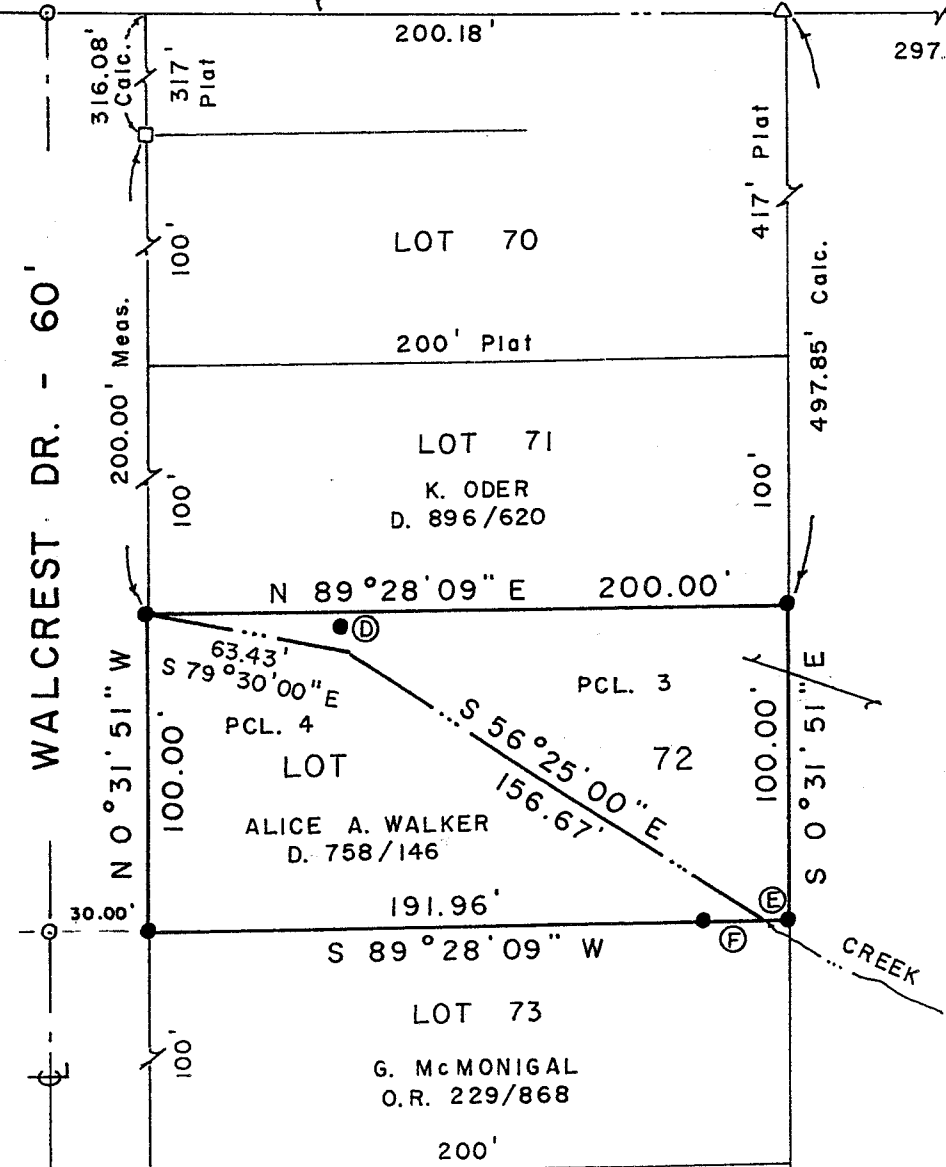 200.18'
297.
316.08' Calc.
317' Plat
417' Plat
LOT 70
100'
WALCREST DR. - 60'
200.00' Meas.
497.85' Calc.
200' Plat
LOT 71
K. ODER
D. 896/620
100'
100'
N 89°28'09" E 200.00'
D
63.43'
S 79°30'00" E
PCL. 3
PCL. 4
S 56°25'00" E
156.67'
LOT 72
N 0°31'51" W
100.00'
100.00'
S 0°31'51" E
ALICE A. WALKER
D. 758/146
30.00'
191.96'
E
F
S 89°28'09" W
CREEK
LOT 73
100'
G. McMONIGAL
O.R. 229/868
200'